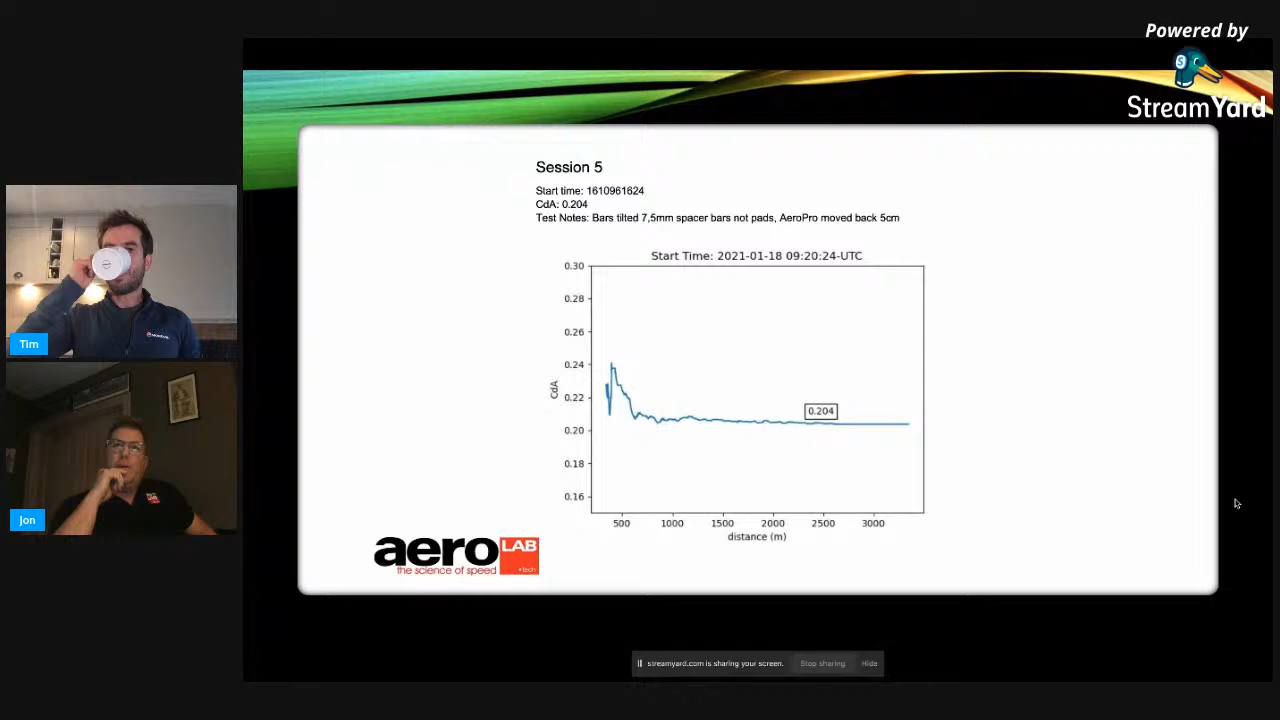 Powered by
StreamYard
Session 5
Start time: 1610961624
CdA: 0.204
Test Notes: Bars tilted 7,5mm spacer bars not pads, AeroPro moved back 5cm
Start Time: 2021-01-18 09:20:24-UTC
0.30
0.28
0.26
0.24
0.22
0.20
0.18
0.16
CdA
0.204
500
1000
1500
2000
2500
3000
distance (m)
aero LAB
the science of speed
•tech
Tim
Jon
streamyard.com is sharing your screen.
Stop sharing
Hide